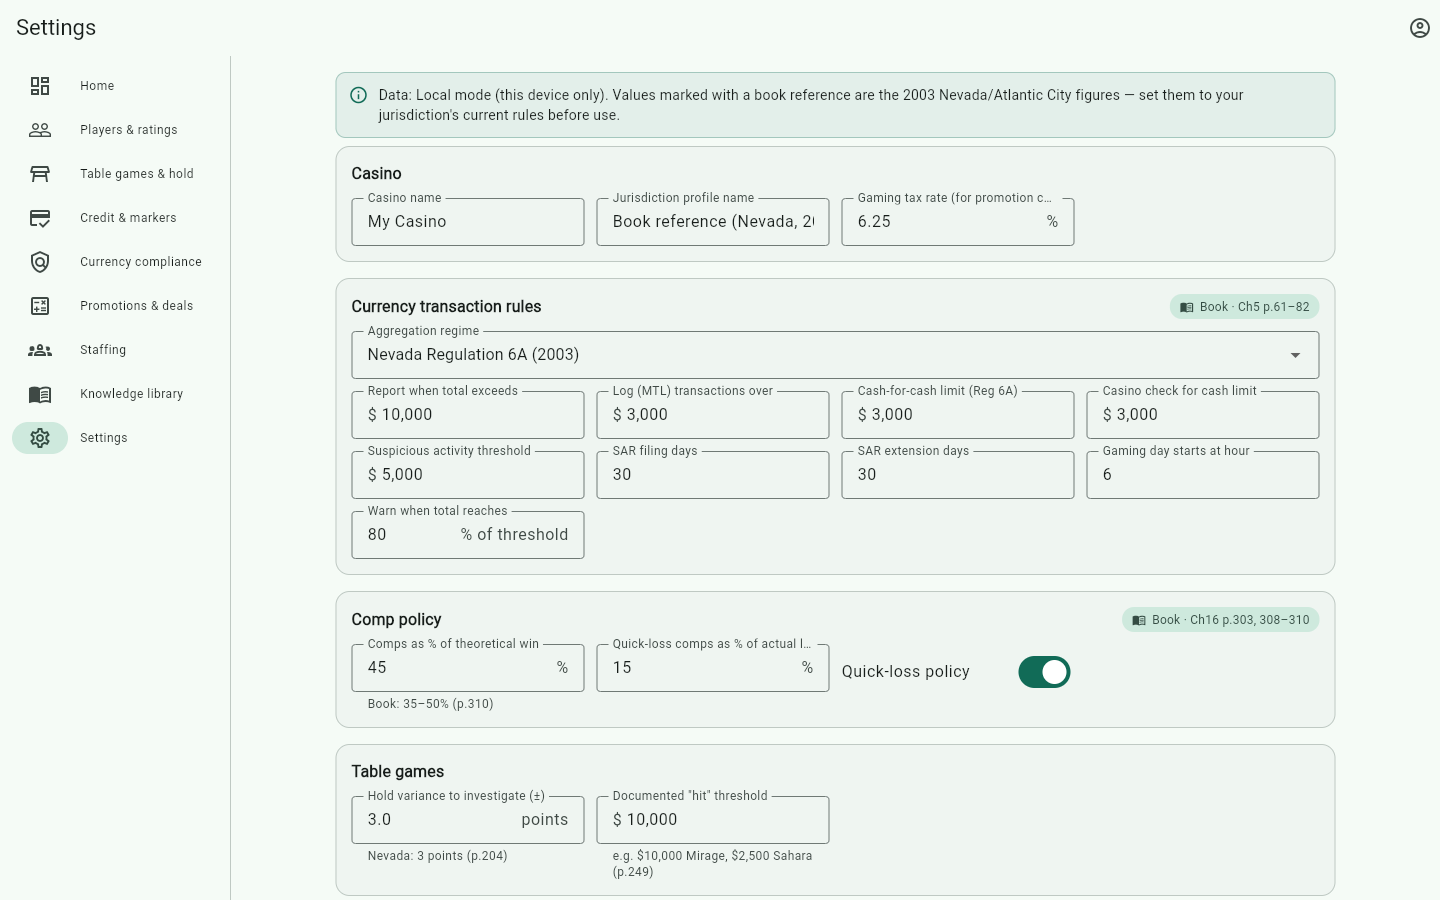 Settings
Home
Players & ratings
Table games & hold
Credit & markers
Currency compliance
Promotions & deals
Staffing
Knowledge library
Settings
Data: Local mode (this device only). Values marked with a book reference are the 2003 Nevada/Atlantic City figures — set them to your
jurisdiction's current rules before use.
Casino
Casino name
My Casino
Jurisdiction profile name
Book reference (Nevada, 20
Gaming tax rate (for promotion c…
6.25 %
Currency transaction rules
Book · Ch5 p.61–82
Aggregation regime
Nevada Regulation 6A (2003)
Report when total exceeds
$ 10,000
Log (MTL) transactions over
$ 3,000
Cash-for-cash limit (Reg 6A)
$ 3,000
Casino check for cash limit
$ 3,000
Suspicious activity threshold
$ 5,000
SAR filing days
30
SAR extension days
30
Gaming day starts at hour
6
Warn when total reaches
80 % of threshold
Comp policy
Book · Ch16 p.303, 308–310
Comps as % of theoretical win
45 %
Book: 35–50% (p.310)
Quick-loss comps as % of actual l…
15 %
Quick-loss policy
Table games
Hold variance to investigate (±)
3.0 points
Nevada: 3 points (p.204)
Documented "hit" threshold
$ 10,000
e.g. $10,000 Mirage, $2,500 Sahara
(p.249)